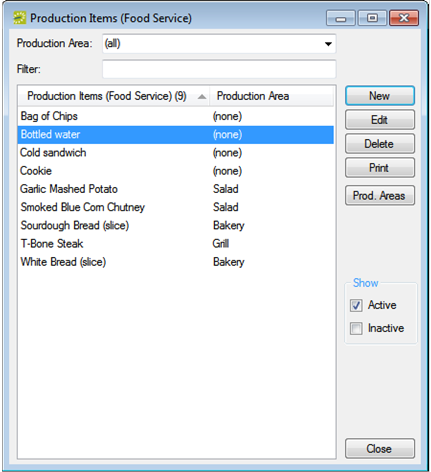 Production Items (Food Service)
Production Area: (all)
Filter:
Production Items (Food Service) (9) Production Area
Bag of Chips (none)
Bottled water (none)
Cold sandwich (none)
Cookie (none)
Garlic Mashed Potato Salad
Smoked Blue Corn Chutney Salad
Sourdough Bread (slice) Bakery
T-Bone Steak Grill
White Bread (slice) Bakery
New
Edit
Delete
Print
Prod. Areas
Show
Active
Inactive
Close